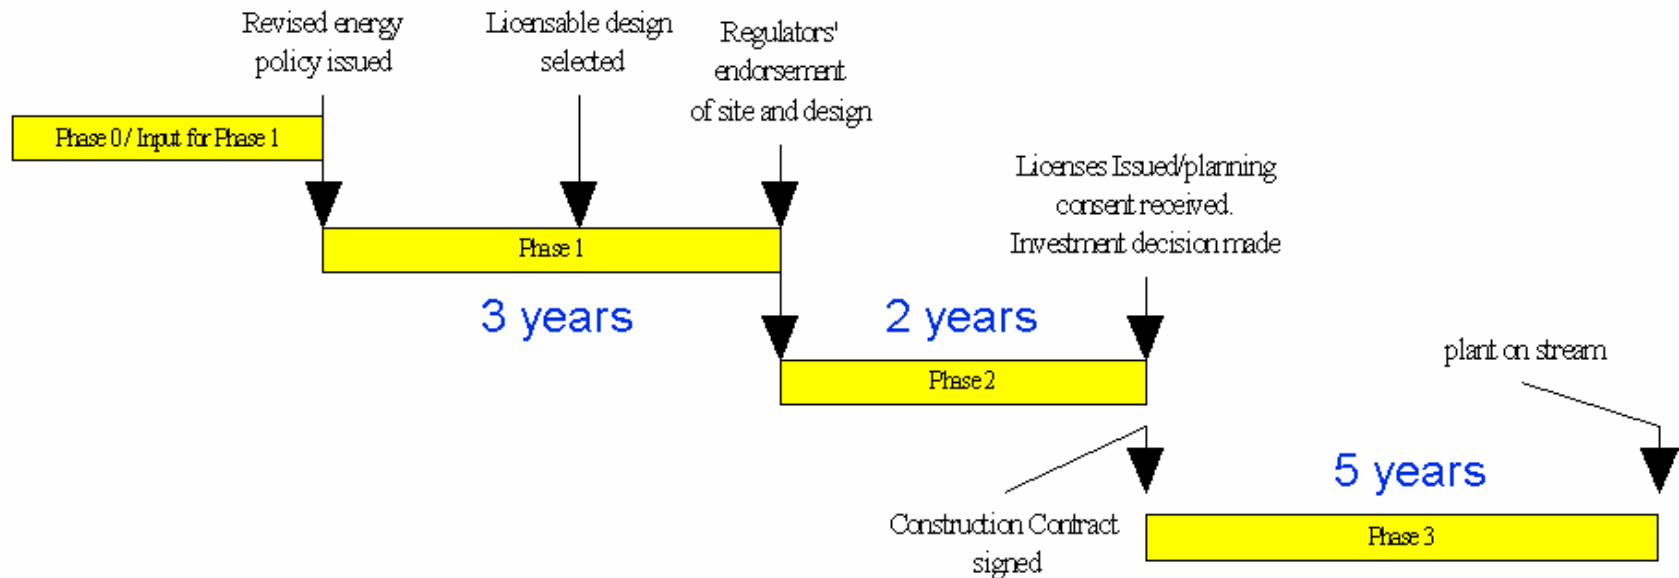 Revised energy
policy issued
Licensable design
selected
Regulators'
endorsement
of site and design
Phase 0 / Input for Phase 1
Licenses Issued/planning
consent received.
Investment decision made
Phase 1
3 years
2 years
plant on stream
Phase 2
5 years
Construction Contract
signed
Phase 3